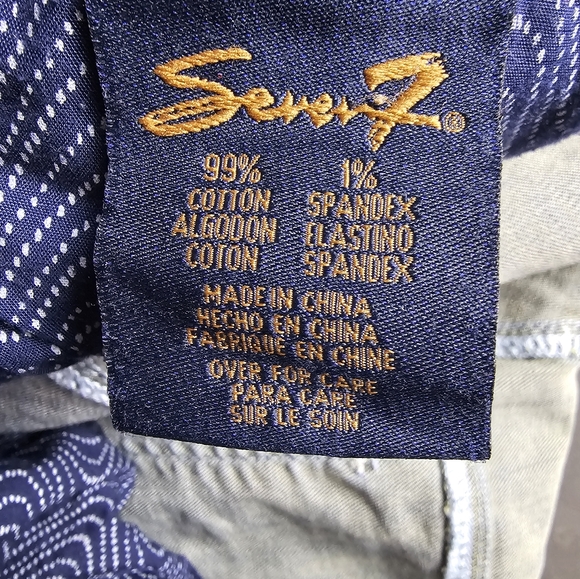 Seven7®
99% 1%
COTTON SPANDEX
ALGODON ELASTINO
COTON SPANDEX
MADE IN CHINA
HECHO EN CHINA
FABRIQUE EN CHINE
OVER FOR CARE
PARA CARE
SUR LE SOIN